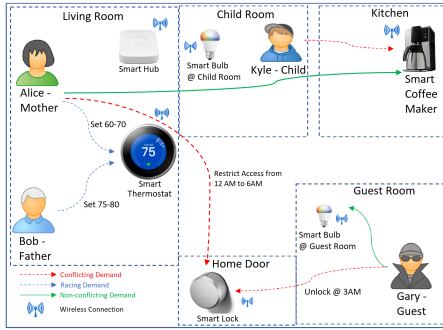 Living Room
Child Room
Kitchen
Smart Hub
Smart Bulb
@ Child Room
Kyle - Child
Smart
Coffee
Maker
Alice -
Mother
Set 60-70
75
Smart
Thermostat
Restrict Access from
12 AM to 6AM
Set 75-80
Bob -
Father
Guest Room
Smart Bulb
@ Guest Room
Home Door
Conflicting Demand
Racing Demand
Non-conflicting Demand
Wireless Connection
Smart Lock
Unlock @ 3AM
Gary -
Guest